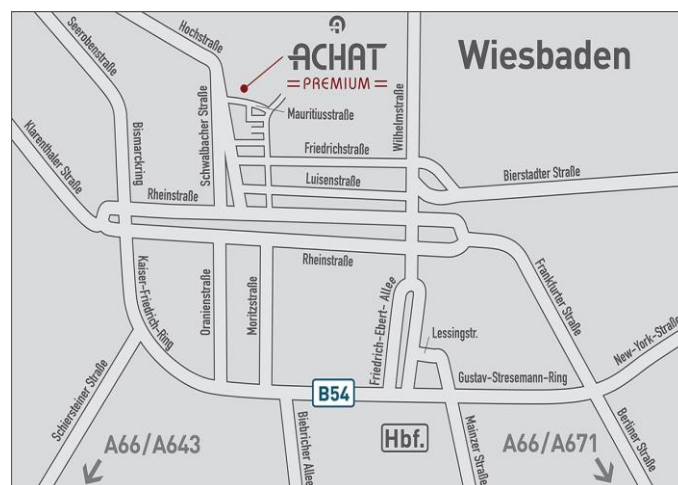 Seerobenstraße
Hochstraße
ACHAT
PREMIUM
Wiesbaden
Wilhelmstraße
Mauritiusstraße
Klarenthaler Straße
Bismarckring
Schwalbacher Straße
Friedrichstraße
Luisenstraße
Bierstadter Straße
Rheinstraße
Rheinstraße
Kaiser-Friedrich-Ring
Oranienstraße
Moritzstraße
Friedrich-Ebert- Allee
Frankfurter Straße
Lessingstr.
New-York-Straße
Gustav-Stresemann-Ring
B54
Schiersteiner Straße
Biebricher Allee
Hbf.
Mainzer Straße
Berliner Straße
A66/A643
A66/A671